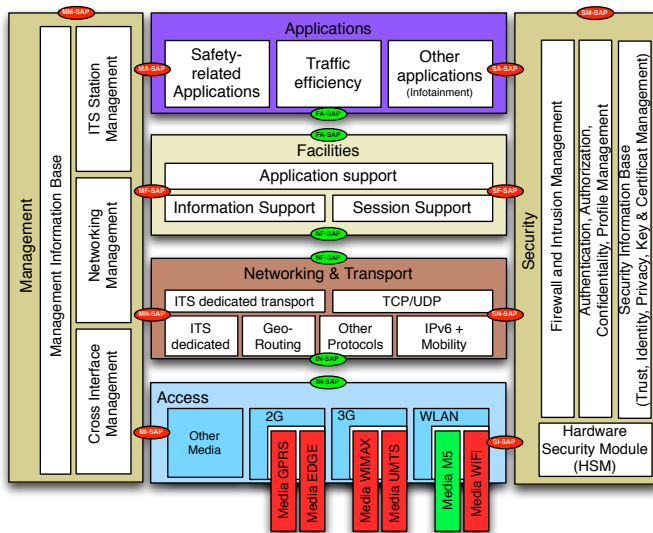 MM-SAP
SM-SAP
Management
Management Information Base
ITS Station
Management
Networking
Management
Cross Interface
Management
MA-SAP
MF-SAP
MN-SAP
MI-SAP
Applications
Safety-
related
Applications
Traffic
efficiency
Other
applications
(Infotainment)
FA-SAP
FA-SAP
Facilities
Application support
Information Support
Session Support
NF-SAP
NF-SAP
Networking & Transport
ITS dedicated transport
TCP/UDP
ITS
dedicated
Geo-
Routing
Other
Protocols
IPv6 +
Mobility
IN-SAP
IN-SAP
Access
Other
Media
2G
Media GPRS
Media EDGE
3G
Media WiMAX
Media UMTS
WLAN
Media M5
Media WiFi
SA-SAP
SF-SAP
SN-SAP
SI-SAP
Security
Firewall and Intrusion Management
Authentication, Authorization,
Confidentiality, Profile Management
Security Information Base
(Trust, Identity, Privacy, Key & Certificat Management)
Hardware
Security Module
(HSM)